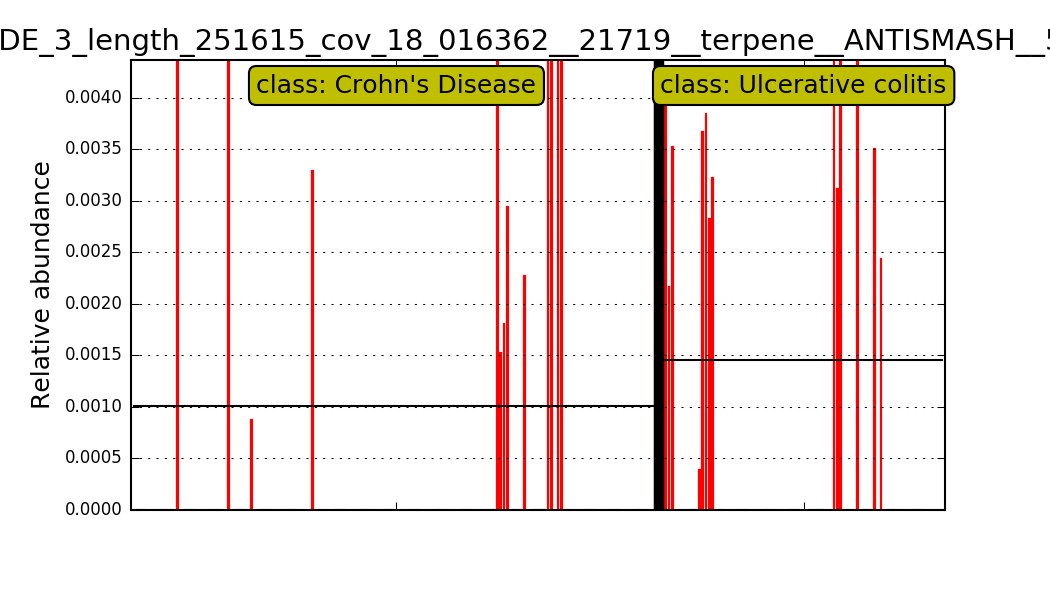 DE_3_length_251615_cov_18_016362__21719__terpene__ANTISMASH__5
class: Crohn's Disease
class: Ulcerative colitis
Relative abundance
0.0040
0.0035
0.0030
0.0025
0.0020
0.0015
0.0010
0.0005
0.0000